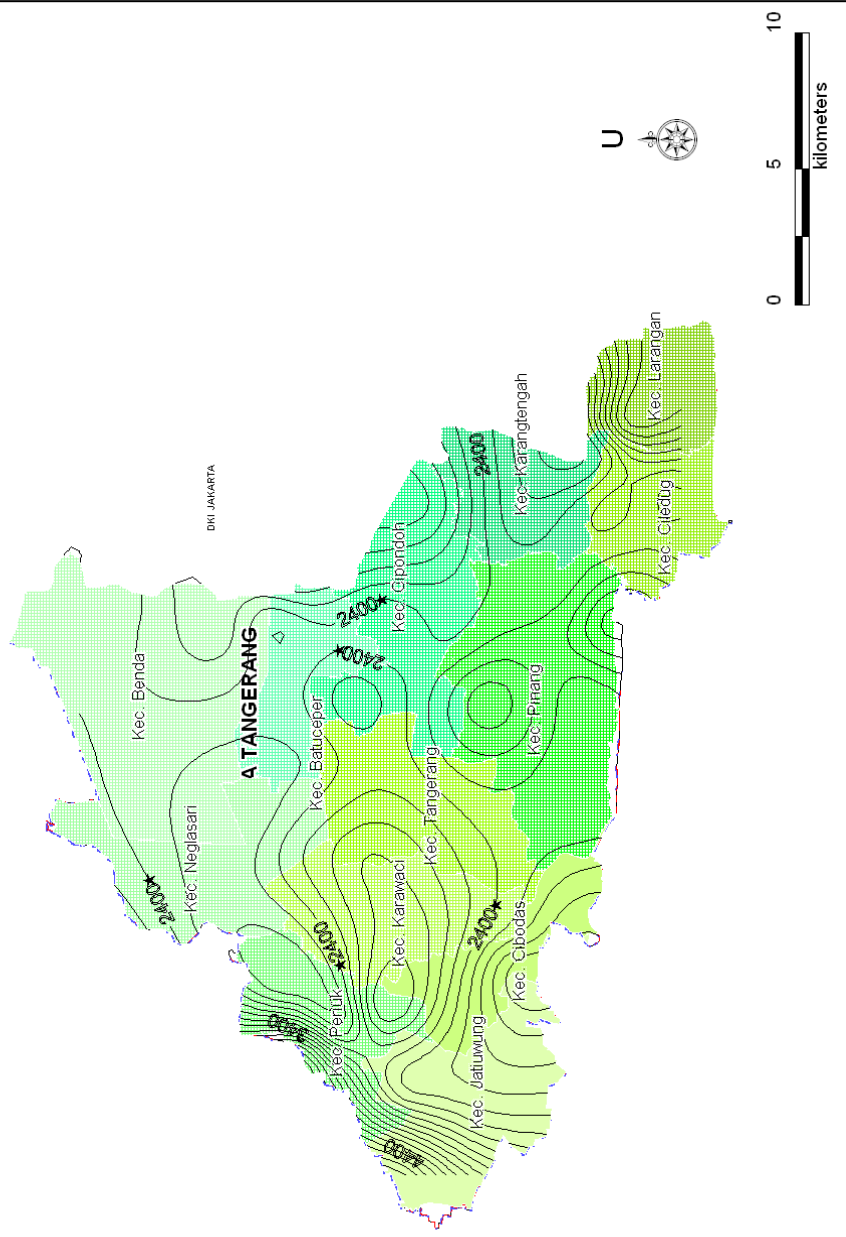 Kec. Benda
DKI JAKARTA
A TANGERANG
Kec. Neglasari
2400
Kec. Batuceper
2400
2400
Kec. Cipondoh
2400
Kec. Karangtengah
2400
3400
Kec. Periuk
Kec. Karawaci
Kec. Tangerang
Kec. Pinang
Kec. Ciledug
Kec. Larangan
2400
Kec. Cibodas
Kec. Jatiuwung
4400
U
0 5 10
kilometers